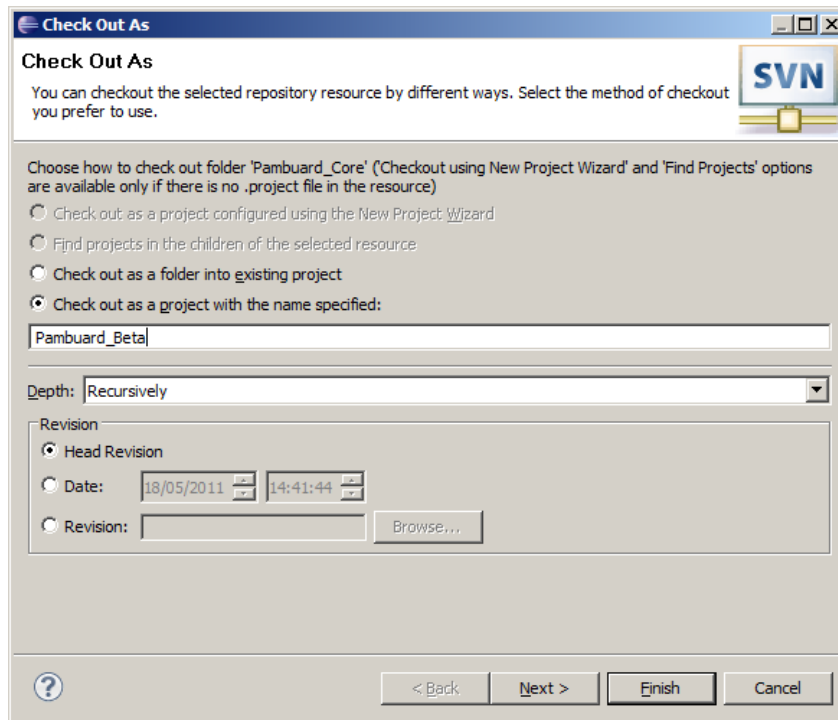 Check Out As
Check Out As
You can checkout the selected repository resource by different ways. Select the method of checkout
you prefer to use.
SVN
Choose how to check out folder 'Pambuard_Core' ('Checkout using New Project Wizard' and 'Find Projects' options
are available only if there is no .project file in the resource)
Check out as a project configured using the New Project Wizard
Find projects in the children of the selected resource
Check out as a folder into existing project
Check out as a project with the name specified:
Pambuard_Beta
Depth: Recursively
Revision
Head Revision
Date: 18/05/2011 14:41:44
Revision: Browse...
? < Back Next > Finish Cancel